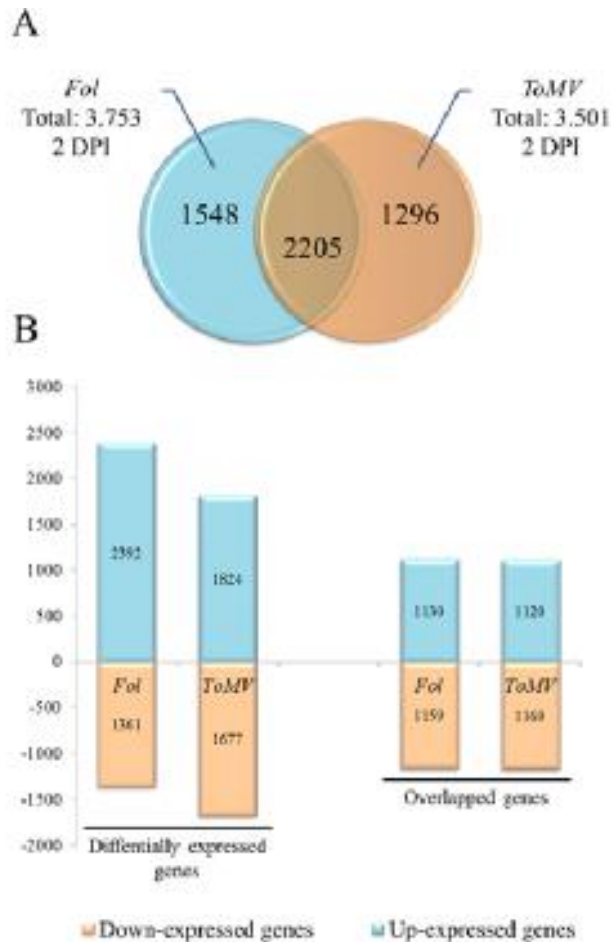 A
Fol
Total: 3.753
2 DPI
ToMV
Total: 3.501
2 DPI
1548
2205
1296
B
3000
2500
2000
1500
1000
500
0
-500
-1000
-1500
-2000
2392
1824
1130
1120
Fol
1361
ToMV
1677
Fol
1159
ToMV
1160
Diffentially expressed
genes
Overlapped genes
Down-expressed genes
Up-expressed genes